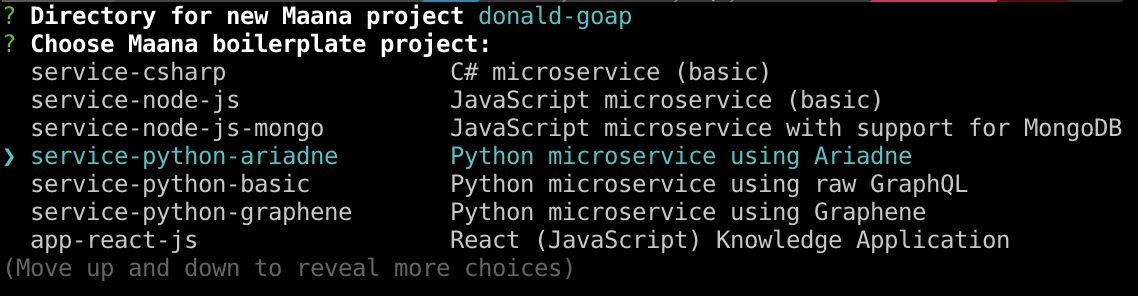 ? Directory for new Maana project donald-goap
? Choose Maana boilerplate project:
service-csharp C# microservice (basic)
service-node-js JavaScript microservice (basic)
service-node-js-mongo JavaScript microservice with support for MongoDB
❯ service-python-ariadne Python microservice using Ariadne
service-python-basic Python microservice using raw GraphQL
service-python-graphene Python microservice using Graphene
app-react-js React (JavaScript) Knowledge Application
(Move up and down to reveal more choices)